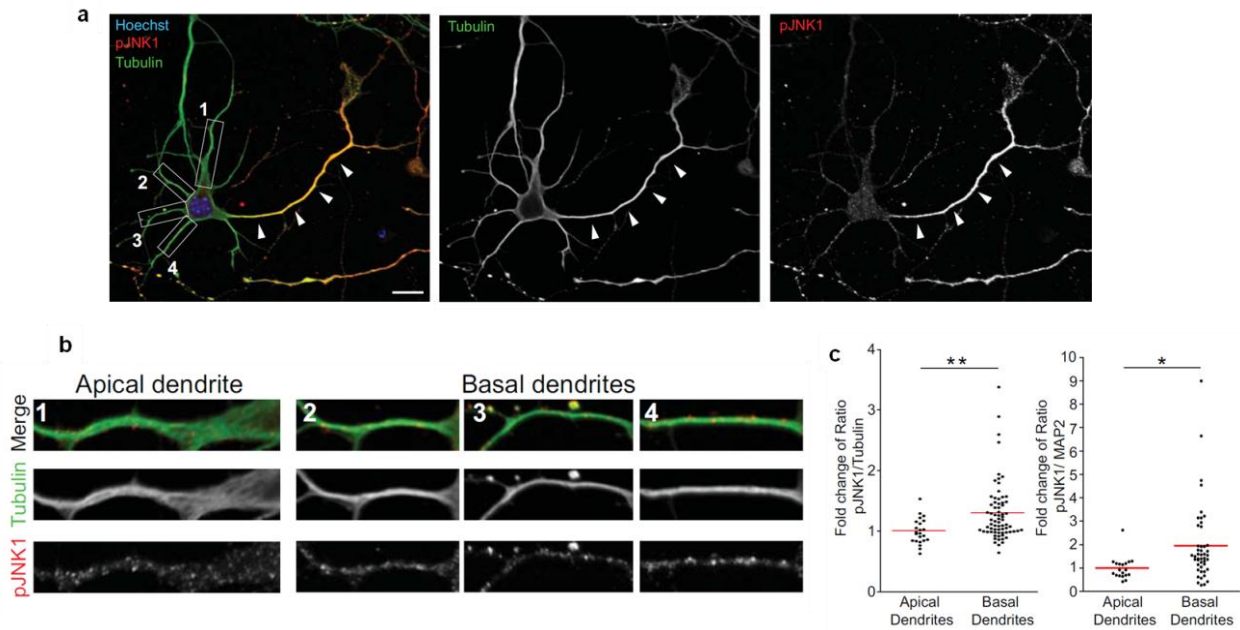 a
Hoechst
pJNK1
Tubulin
1
2
3
4
Tubulin
pJNK1
b
Apical dendrite
Basal dendrites
Merge
Tubulin
pJNK1
1
2
3
4
c
Fold change of Ratio
pJNK1/Tubulin
4
3
2
1
0
**
Apical
Dendrites
Basal
Dendrites
Fold change of Ratio
pJNK1/ MAP2
10
9
8
7
6
5
4
3
2
1
0
*
Apical
Dendrites
Basal
Dendrites